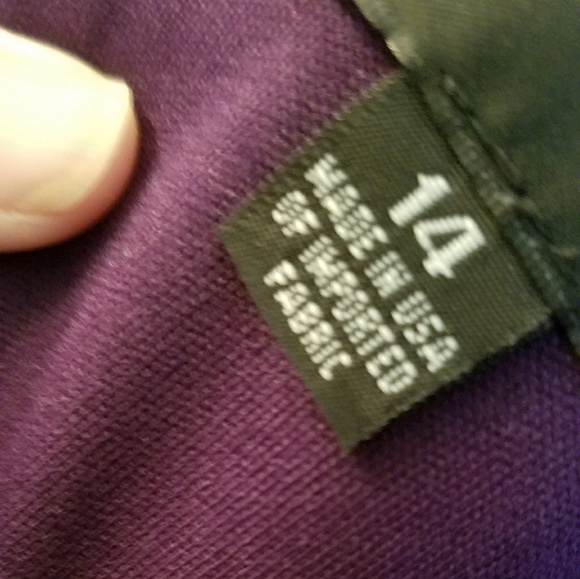 14
MADE IN USA
OF IMPORTED
FABRIC